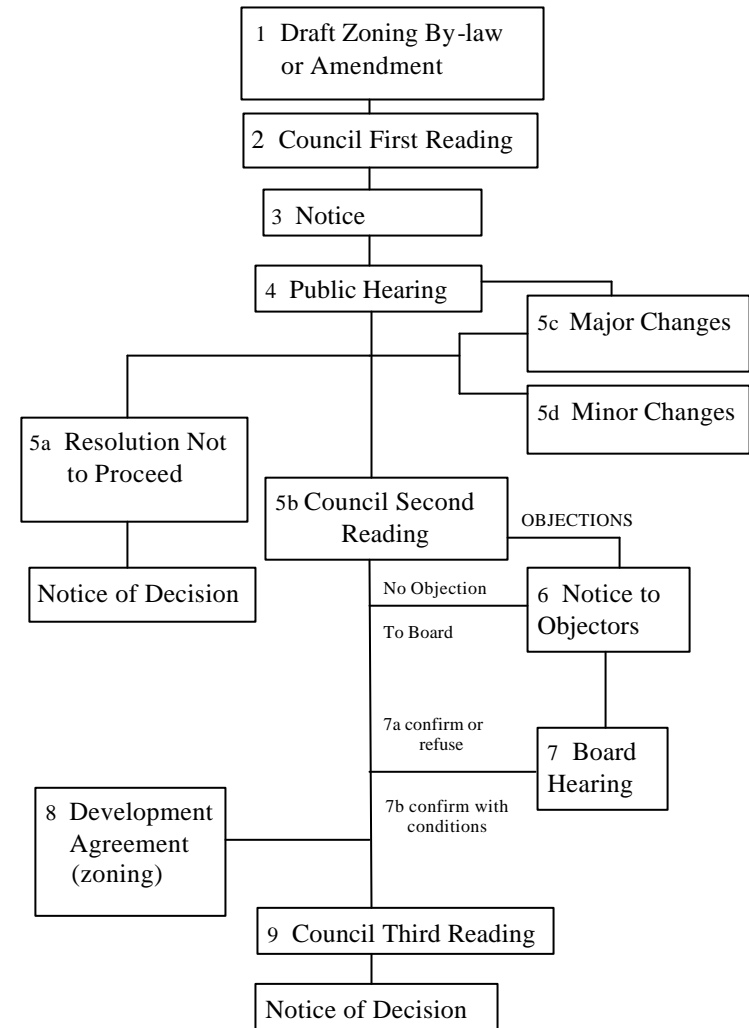 1 Draft Zoning By-law
or Amendment
2 Council First Reading
3 Notice
4 Public Hearing
5c Major Changes
5d Minor Changes
5a Resolution Not
to Proceed
5b Council Second
Reading
OBJECTIONS
Notice of Decision
No Objection
To Board
6 Notice to
Objectors
7a confirm or
refuse
7 Board
Hearing
7b confirm with
conditions
8 Development
Agreement
(zoning)
9 Council Third Reading
Notice of Decision